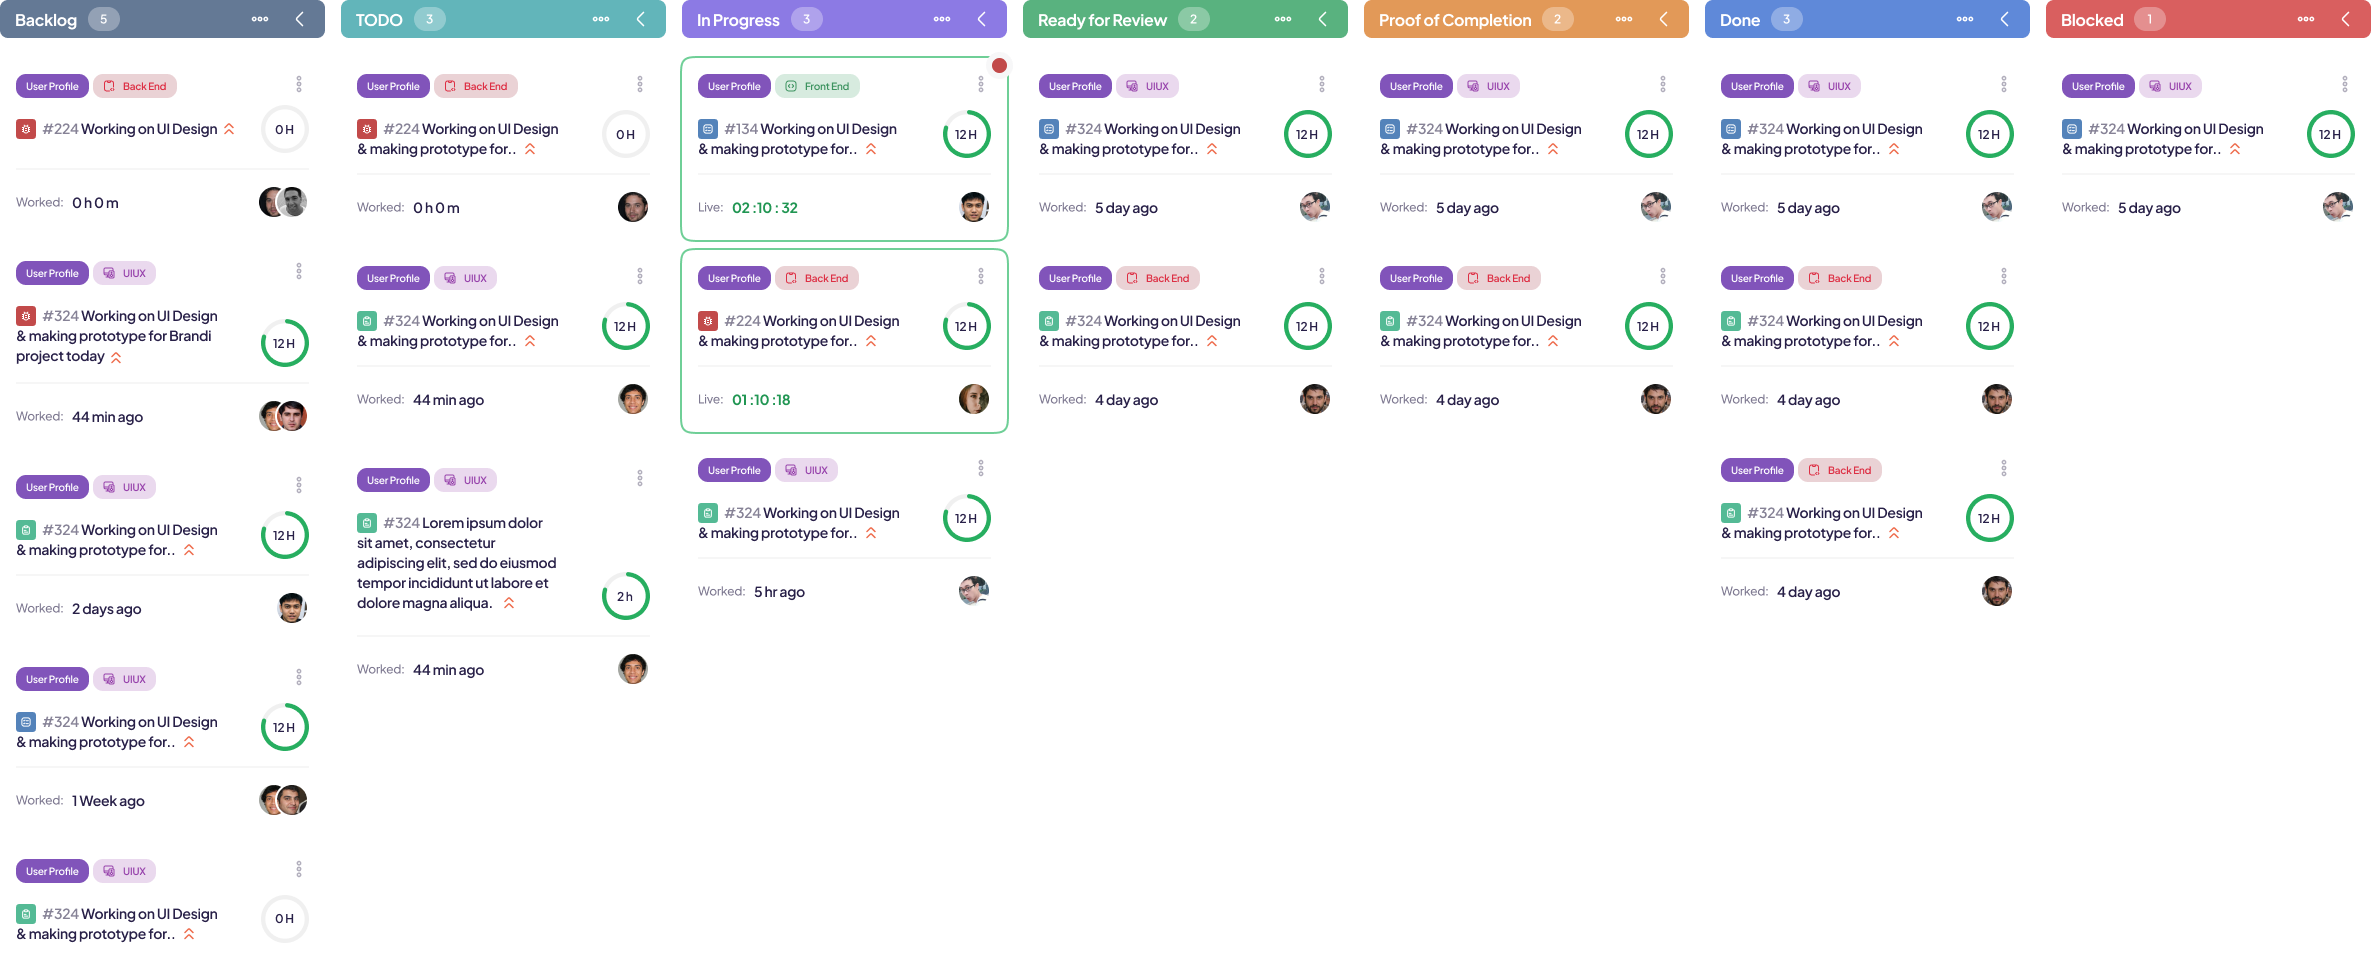 Backlog 5
User Profile Back End
#224 Working on UI Design
0 H
Worked: 0 h 0 m
User Profile UIUX
#324 Working on UI Design
& making prototype for Brandi
project today
12 H
Worked: 44 min ago
User Profile UIUX
#324 Working on UI Design
& making prototype for..
12 H
Worked: 2 days ago
User Profile UIUX
#324 Working on UI Design
& making prototype for..
12 H
Worked: 1 Week ago
User Profile UIUX
#324 Working on UI Design
& making prototype for..
0 H
TODO 3
User Profile Back End
#224 Working on UI Design
& making prototype for..
0 H
Worked: 0 h 0 m
User Profile UIUX
#324 Working on UI Design
& making prototype for..
12 H
Worked: 44 min ago
User Profile UIUX
#324 Lorem ipsum dolor
sit amet, consectetur
adipiscing elit, sed do eiusmod
tempor incididunt ut labore et
dolore magna aliqua.
2 h
Worked: 44 min ago
In Progress 3
User Profile Front End
#134 Working on UI Design
& making prototype for..
12 H
Live: 02 :10 : 32
User Profile Back End
#224 Working on UI Design
& making prototype for..
12 H
Live: 01 :10 :18
User Profile UIUX
#324 Working on UI Design
& making prototype for..
12 H
Worked: 5 hr ago
Ready for Review 2
User Profile UIUX
#324 Working on UI Design
& making prototype for..
12 H
Worked: 5 day ago
User Profile Back End
#324 Working on UI Design
& making prototype for..
12 H
Worked: 4 day ago
Proof of Completion 2
User Profile UIUX
#324 Working on UI Design
& making prototype for..
12 H
Worked: 5 day ago
User Profile Back End
#324 Working on UI Design
& making prototype for..
12 H
Worked: 4 day ago
Done 3
User Profile UIUX
#324 Working on UI Design
& making prototype for..
12 H
Worked: 5 day ago
User Profile Back End
#324 Working on UI Design
& making prototype for..
12 H
Worked: 4 day ago
User Profile Back End
#324 Working on UI Design
& making prototype for..
12 H
Worked: 4 day ago
Blocked 1
User Profile UIUX
#324 Working on UI Design
& making prototype for..
12 H
Worked: 5 day ago